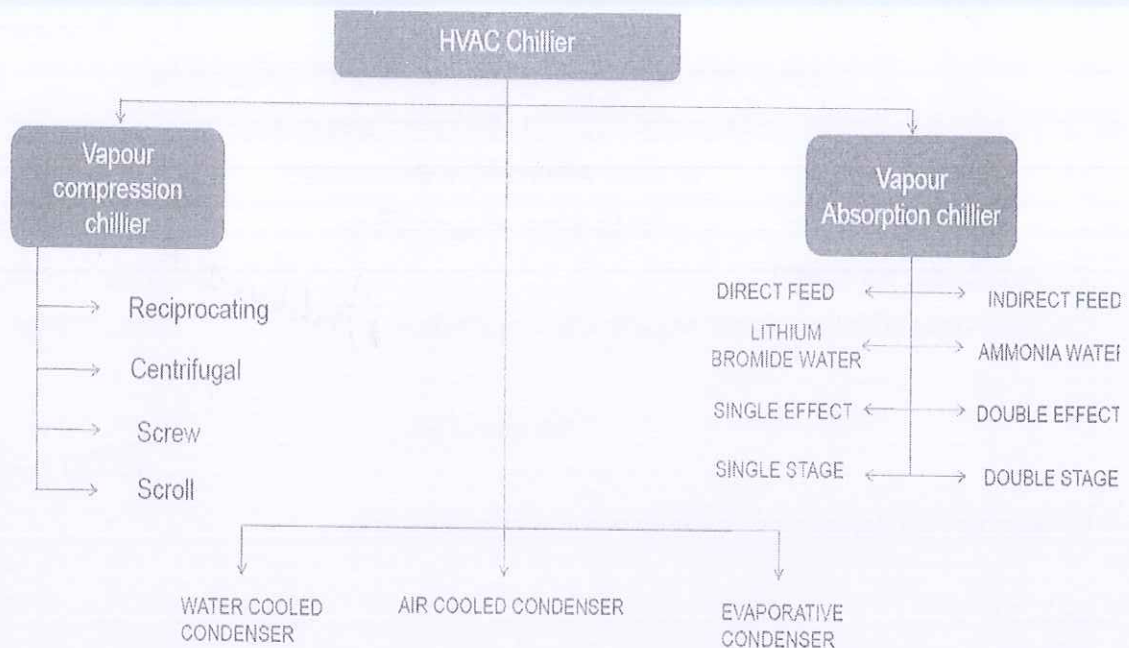 HVAC Chillier
Vapour
compression
chillier
Reciprocating
Centrifugal
Screw
Scroll
Vapour
Absorption chillier
DIRECT FEED
INDIRECT FEED
LITHIUM
BROMIDE WATER
AMMONIA WATER
SINGLE EFFECT
DOUBLE EFFECT
SINGLE STAGE
DOUBLE STAGE
WATER COOLED
CONDENSER
AIR COOLED CONDENSER
EVAPORATIVE
CONDENSER